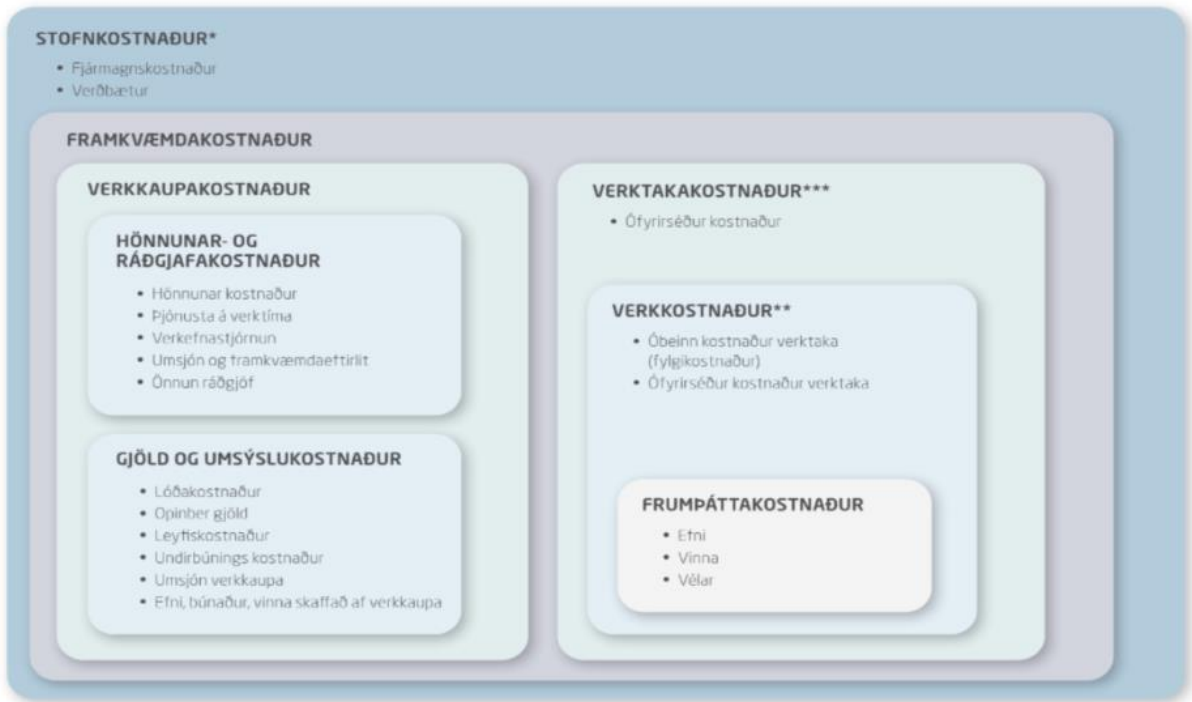 STOFNKOSTNAÐUR*
• Fjármagnskostnaður
• Verðbætur
FRAMKVÆMDAKOSTNAÐUR
VERKKAUPAKOSTNAÐUR
HÖNNUNAR- OG
RÁÐGJAFAKOSTNAÐUR
• Hönnunar kostnaður
• Þjónusta á verktíma
• Verkefnastjórnun
• Umsjón og framkvæmdaeftirlit
• Önnun ráðgjöf
GJÖLD OG UMSÝSLUKOSTNAÐUR
• Lóðakostnaður
• Opinber gjöld
• Leyfiskostnaður
• Undirbúnings kostnaður
• Umsjón verkkaupa
• Efni, búnaður, vinna skaffað af verkkaupa
VERKTAKAKOSTNAÐUR***
• Ófyrirséður kostnaður
VERKKOSTNAÐUR**
• Óbeinn kostnaður verktaka
(fylgikostnaður)
• Ófyrirséður kostnaður verktaka
FRUMÞÁTTAKOSTNAÐUR
• Efni
• Vinna
• Vélar